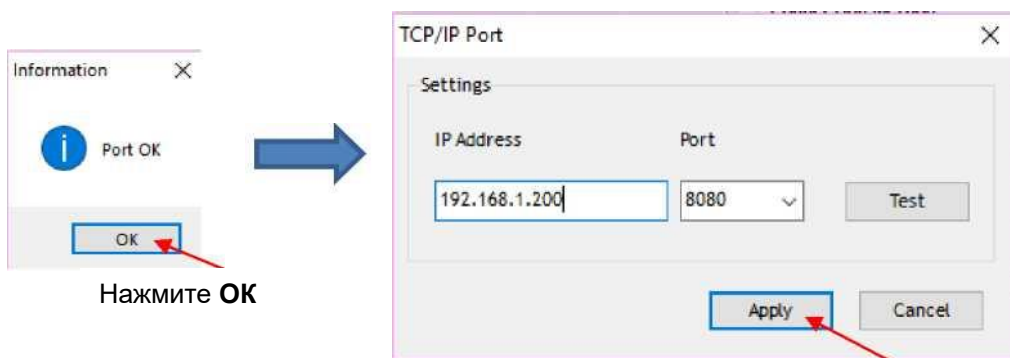 Information
Port OK
OK
Нажмите ОК
TCP/IP Port
Settings
IP Address
Port
192.168.1.200
8080
Test
Apply
Cancel